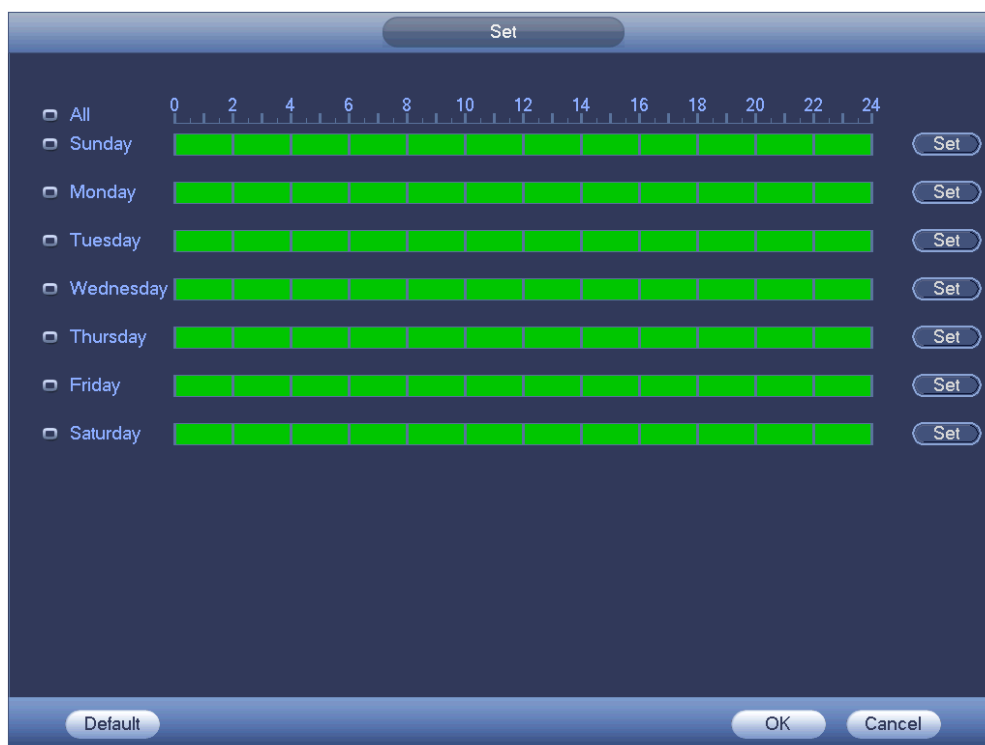 Set
All 0 2 4 6 8 10 12 14 16 18 20 22 24
Sunday Set
Monday Set
Tuesday Set
Wednesday Set
Thursday Set
Friday Set
Saturday Set
Default OK Cancel